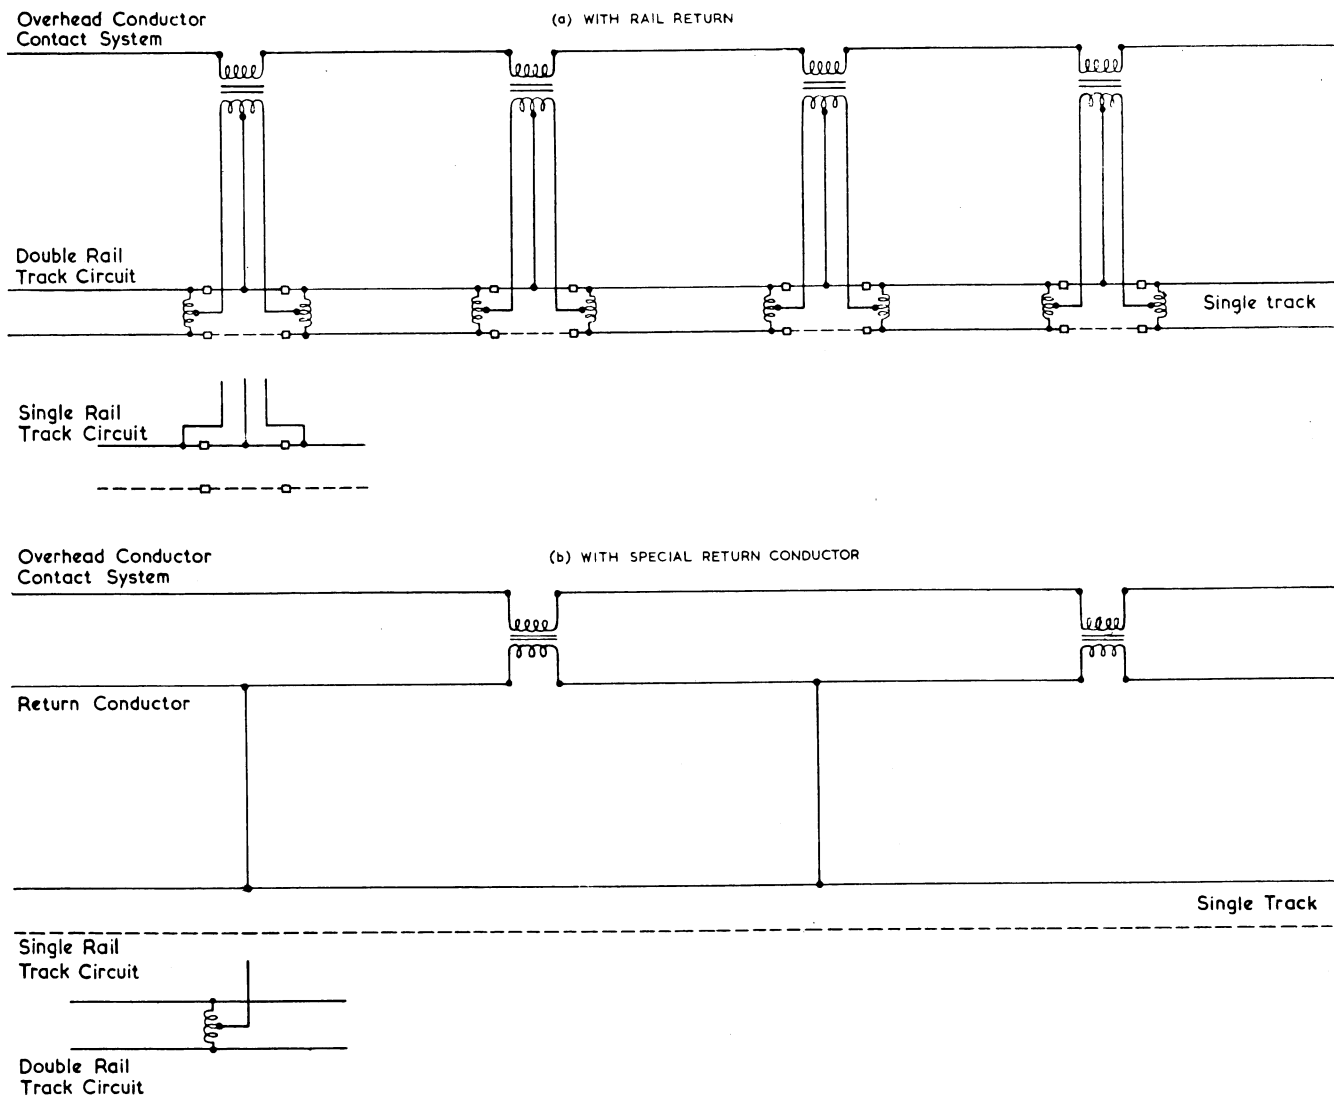 Overhead Conductor
Contact System
(a) WITH RAIL RETURN
Double Rail
Track Circuit
Single track
Single Rail
Track Circuit
Overhead Conductor
Contact System
(b) WITH SPECIAL RETURN CONDUCTOR
Return Conductor
Single Track
Single Rail
Track Circuit
Double Rail
Track Circuit